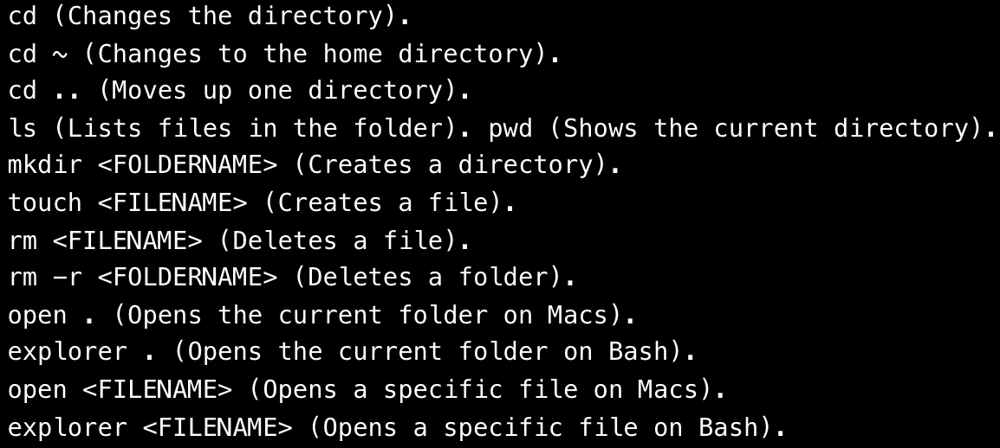 cd (Changes the directory).
cd ~ (Changes to the home directory).
cd .. (Moves up one directory).
ls (Lists files in the folder). pwd (Shows the current directory).
mkdir <FOLDERNAME> (Creates a directory).
touch <FILENAME> (Creates a file).
rm <FILENAME> (Deletes a file).
rm -r <FOLDERNAME> (Deletes a folder).
open . (Opens the current folder on Macs).
explorer . (Opens the current folder on Bash).
open <FILENAME> (Opens a specific file on Macs).
explorer <FILENAME> (Opens a specific file on Bash).